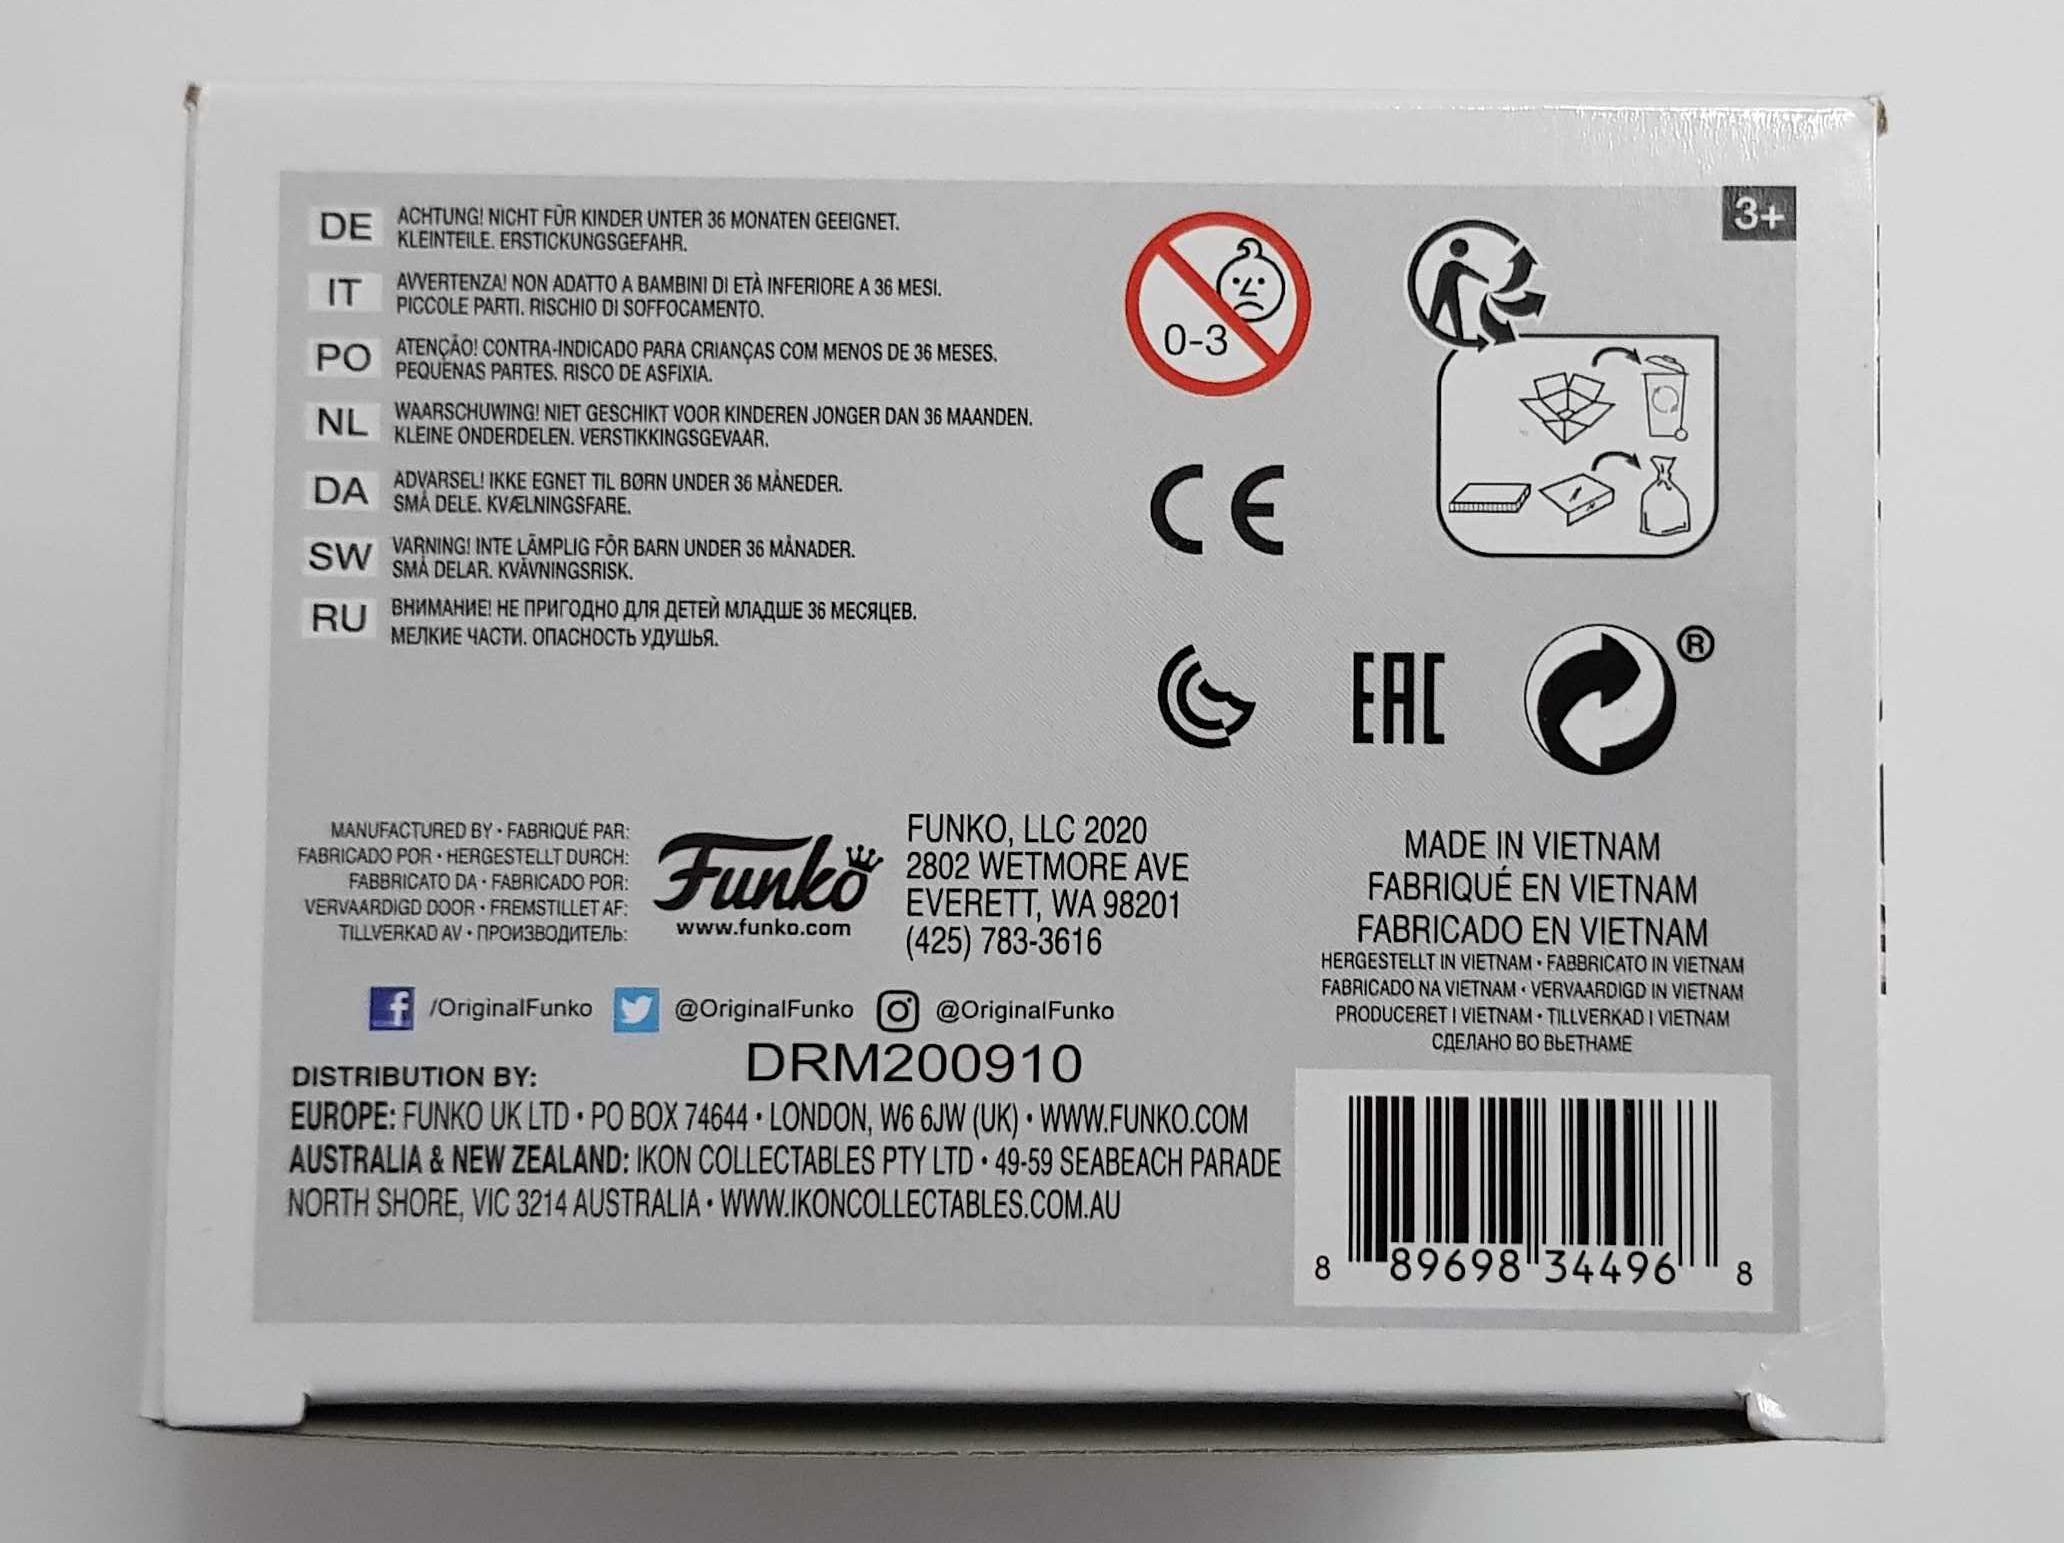 3+
DE ACHTUNG! NICHT FÜR KINDER UNTER 36 MONATEN GEEIGNET.
KLEINTEILE. ERSTICKUNGSGEFAHR.
IT AVVERTENZA! NON ADATTO A BAMBINI DI ETÀ INFERIORE A 36 MESI.
PICCOLE PARTI. RISCHIO DI SOFFOCAMENTO.
PO ATENÇÃO! CONTRA-INDICADO PARA CRIANÇAS COM MENOS DE 36 MESES.
PEQUENAS PARTES. RISCO DE ASFIXIA.
NL WAARSCHUWING! NIET GESCHIKT VOOR KINDEREN JONGER DAN 36 MAANDEN.
KLEINE ONDERDELEN. VERSTIKKINGSGEVAAR.
DA ADVARSEL! IKKE EGNET TIL BØRN UNDER 36 MÅNEDER.
SMÅ DELE. KVÆLNINGSFARE.
SW VARNING! INTE LÄMPLIG FÖR BARN UNDER 36 MÅNADER.
SMÅ DELAR. KVÄVNINGSRISK.
RU ВНИМАНИЕ! НЕ ПРИГОДНО ДЛЯ ДЕТЕЙ МЛАДШЕ 36 МЕСЯЦЕВ.
МЕЛКИЕ ЧАСТИ. ОПАСНОСТЬ УДУШЬЯ.
0-3
CE
EAC
®
MANUFACTURED BY • FABRIQUÉ PAR:
FABRICADO POR • HERGESTELLT DURCH:
FABBRICATO DA • FABRICADO POR:
VERVAARDIGD DOOR • FREMSTILLET AF:
TILLVERKAD AV • ПРОИЗВОДИТЕЛЬ:
Funko
www.funko.com
FUNKO, LLC 2020
2802 WETMORE AVE
EVERETT, WA 98201
(425) 783-3616
MADE IN VIETNAM
FABRIQUÉ EN VIETNAM
FABRICADO EN VIETNAM
HERGESTELLT IN VIETNAM • FABBRICATO IN VIETNAM
FABRICADO NA VIETNAM • VERVAARDIGD IN VIETNAM
PRODUCERET I VIETNAM • TILLVERKAD I VIETNAM
СДЕЛАНО ВО ВЬЕТНАМЕ
f /OriginalFunko @OriginalFunko @OriginalFunko
DRM200910
DISTRIBUTION BY:
EUROPE: FUNKO UK LTD • PO BOX 74644 • LONDON, W6 6JW (UK) • WWW.FUNKO.COM
AUSTRALIA & NEW ZEALAND: IKON COLLECTABLES PTY LTD • 49-59 SEABEACH PARADE
NORTH SHORE, VIC 3214 AUSTRALIA • WWW.IKONCOLLECTABLES.COM.AU
8 89698 34496 8